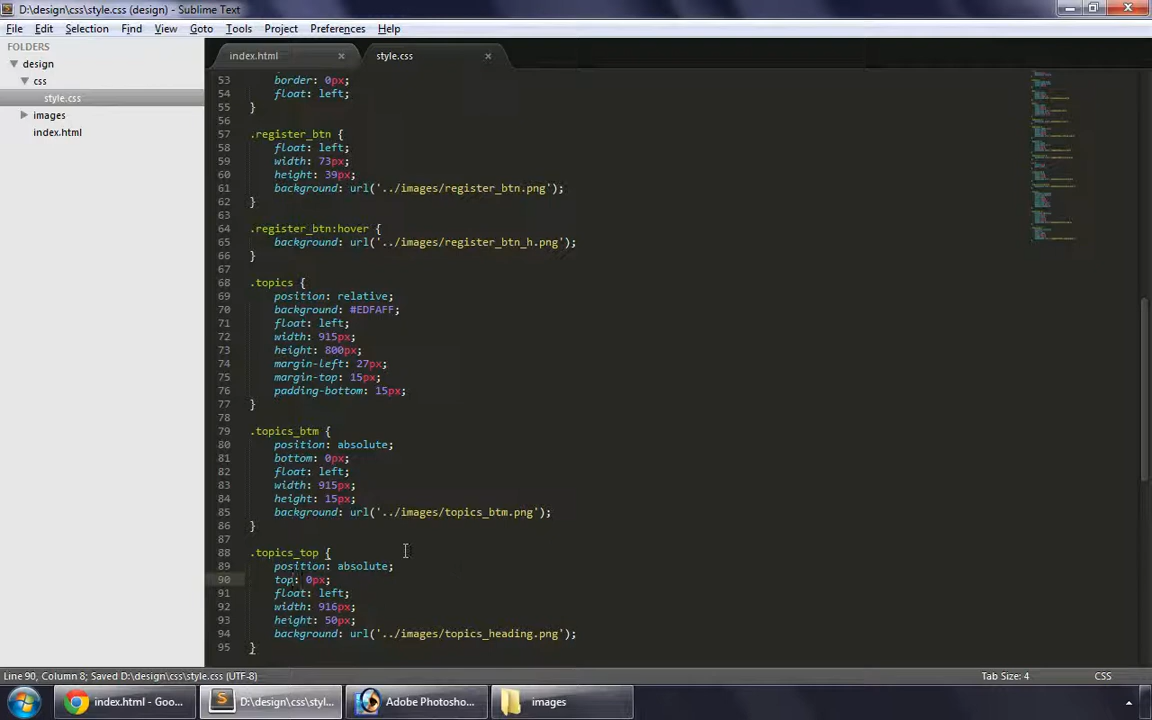 D:\design\css\style.css (design) - Sublime Text
File Edit Selection Find View Goto Tools Project Preferences Help
FOLDERS
design
css
style.css
images
index.html
index.html
style.css
53 border: 0px;
54 float: left;
55 }
56
57 .register_btn {
58 float: left;
59 width: 73px;
60 height: 39px;
61 background: url('../images/register_btn.png');
62 }
63
64 .register_btn:hover {
65 background: url('../images/register_btn_h.png');
66 }
67
68 .topics {
69 position: relative;
70 background: #EDFAFF;
71 float: left;
72 width: 915px;
73 height: 800px;
74 margin-left: 27px;
75 margin-top: 15px;
76 padding-bottom: 15px;
77 }
78
79 .topics_btm {
80 position: absolute;
81 bottom: 0px;
82 float: left;
83 width: 915px;
84 height: 15px;
85 background: url('../images/topics_btm.png');
86 }
87
88 .topics_top {
89 position: absolute;
90 top: 0px;
91 float: left;
92 width: 916px;
93 height: 50px;
94 background: url('../images/topics_heading.png');
95 }
Line 90, Column 8; Saved D:\design\css\style.css (UTF-8) Tab Size: 4 CSS
index.html - Goo... D:\design\css\styl... Adobe Photosho... images